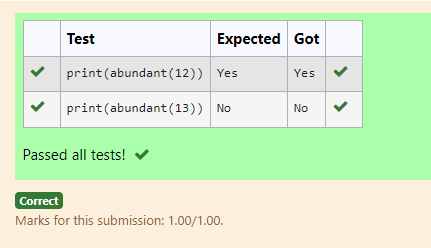 Test Expected Got
print(abundant(12)) Yes Yes
print(abundant(13)) No No
Passed all tests!
Correct
Marks for this submission: 1.00/1.00.